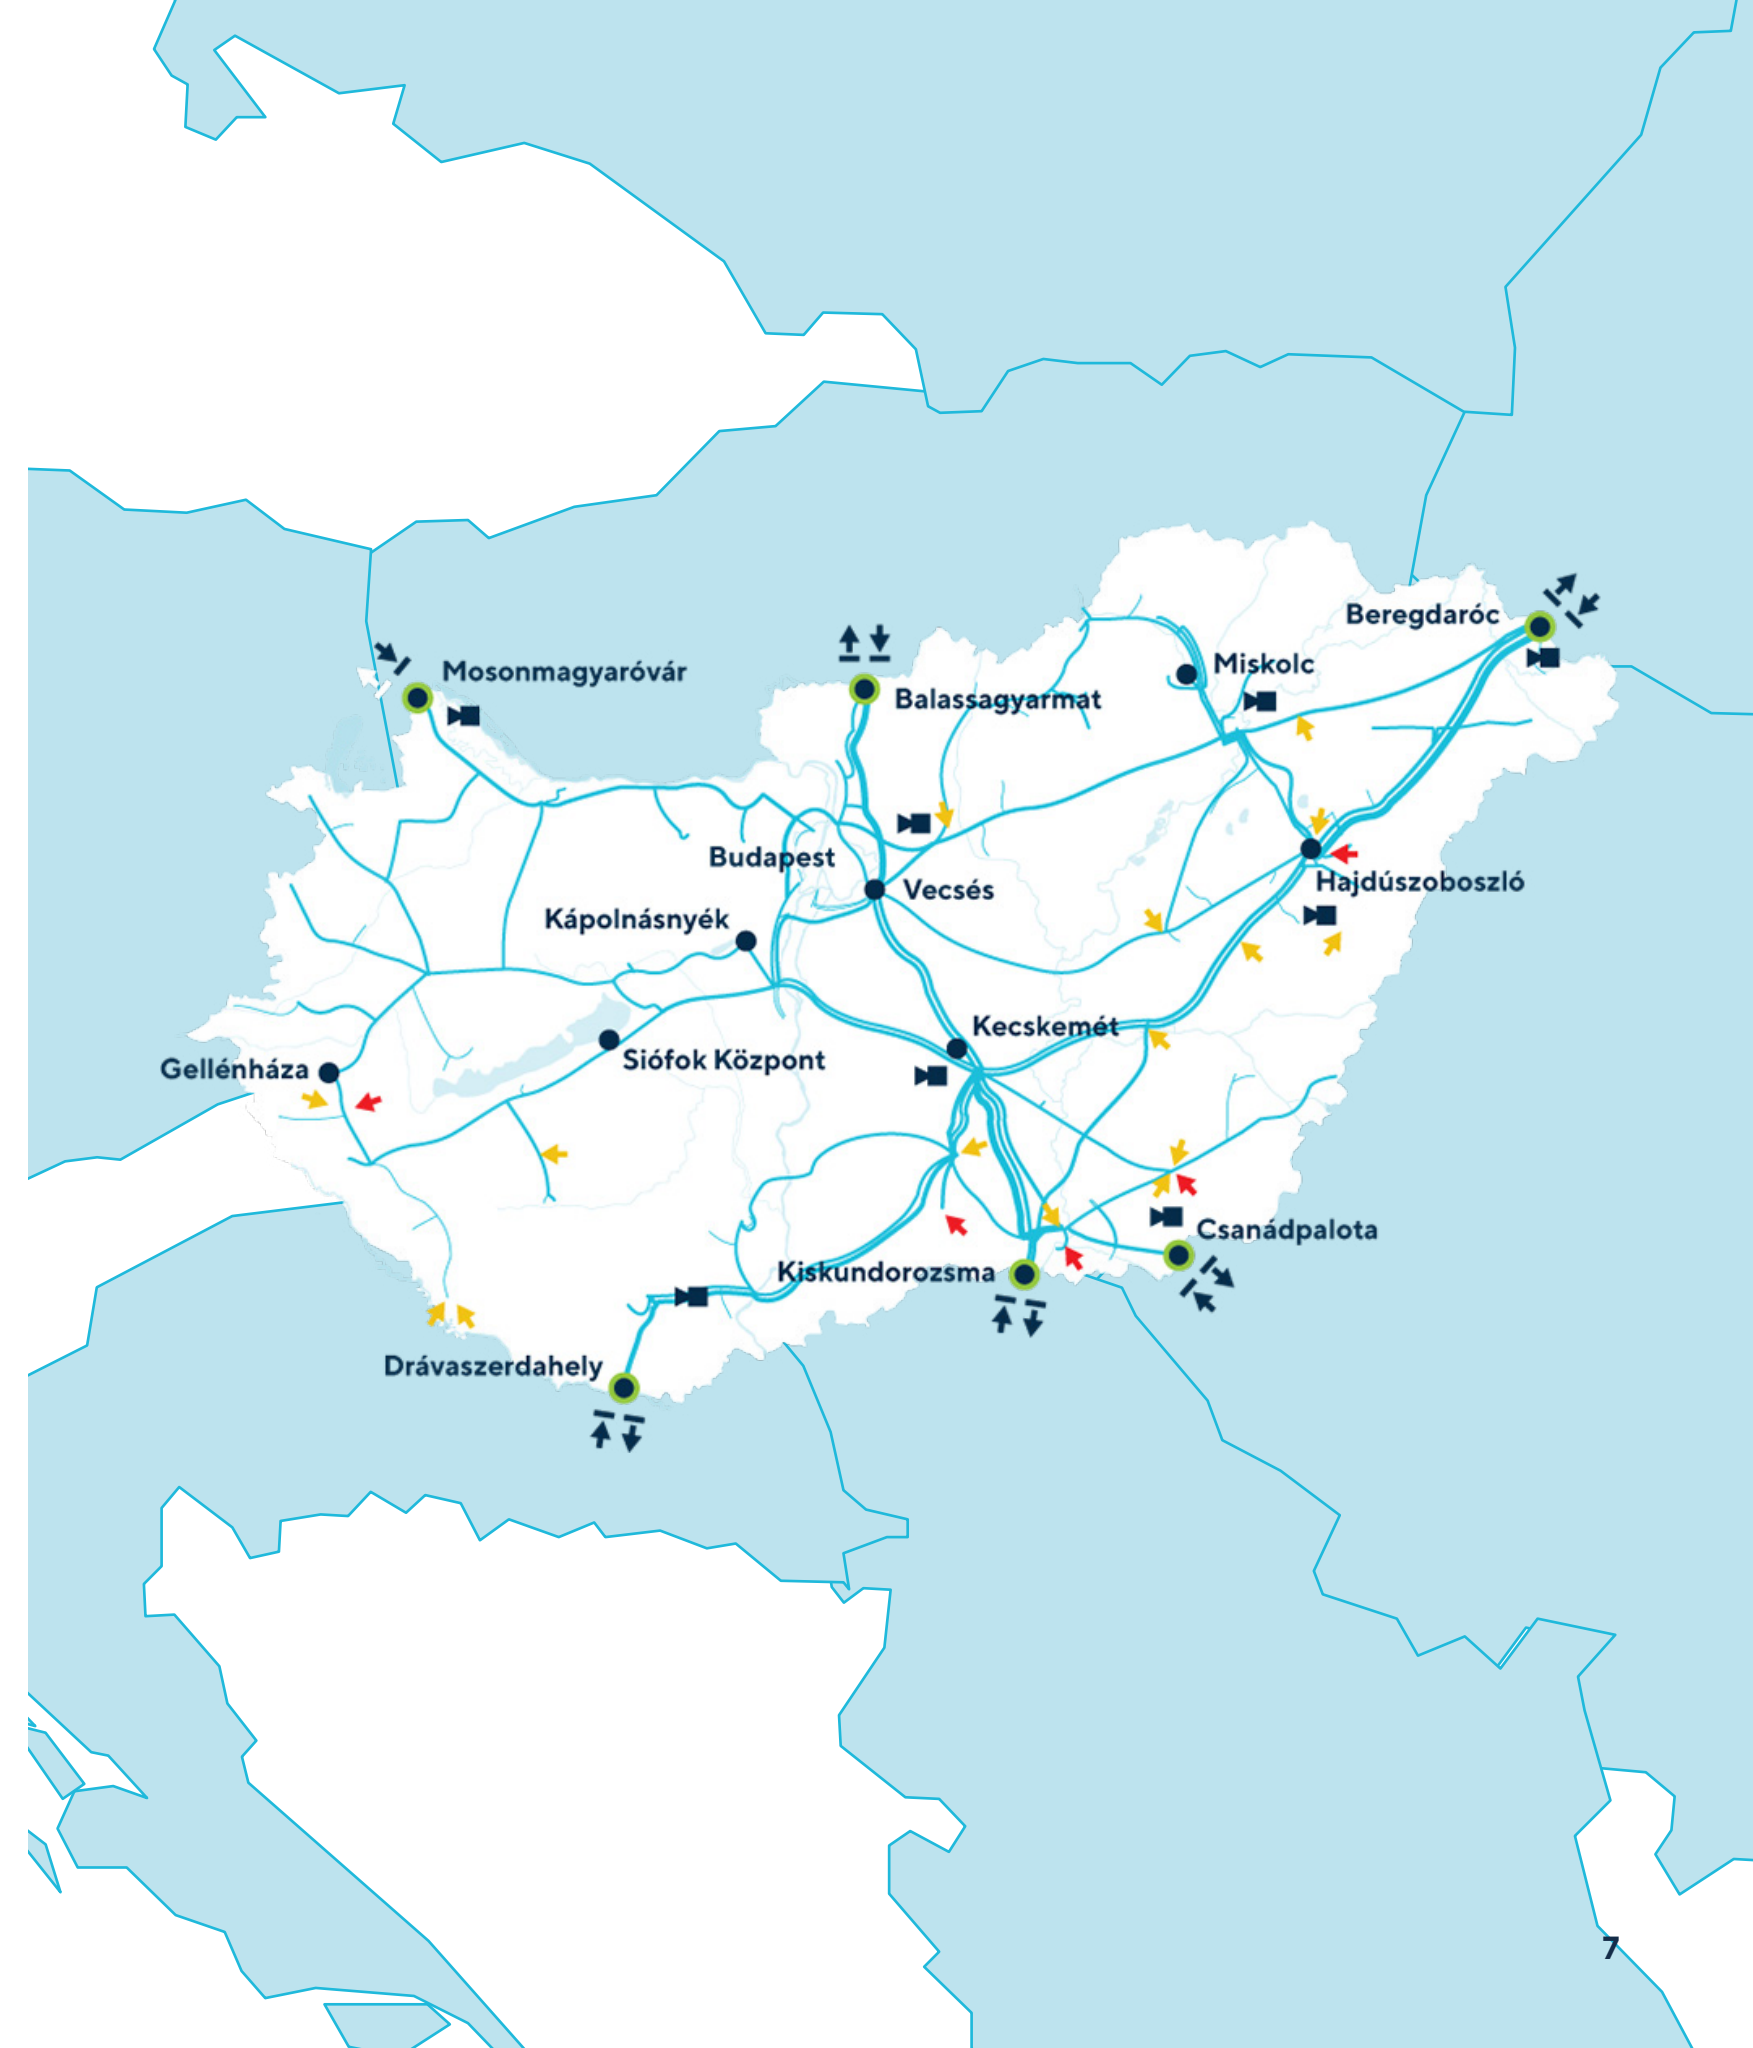 Beregdaróc
Miskolc
Mosonmagyaróvár
Balassagyarmat
Budapest
Hajdúszoboszló
Vecsés
Kápolnásnyék
Kecskemét
Siófok Központ
Gellénháza
Csanádpalota
Kiskundorozsma
Drávaszerdahely
7